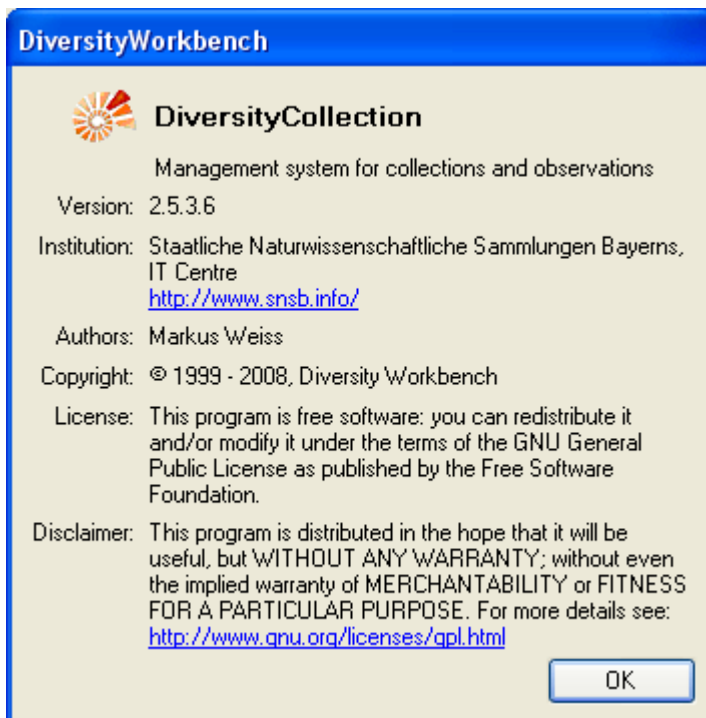 DiversityWorkbench
DiversityCollection
Management system for collections and observations
Version: 2.5.3.6
Institution: Staatliche Naturwissenschaftliche Sammlungen Bayerns,
IT Centre
http://www.snsb.info/
Authors: Markus Weiss
Copyright: © 1999 - 2008, Diversity Workbench
License: This program is free software: you can redistribute it
and/or modify it under the terms of the GNU General
Public License as published by the Free Software
Foundation.
Disclaimer: This program is distributed in the hope that it will be
useful, but WITHOUT ANY WARRANTY; without even
the implied warranty of MERCHANTABILITY or FITNESS
FOR A PARTICULAR PURPOSE. For more details see:
http://www.gnu.org/licenses/gpl.html
OK